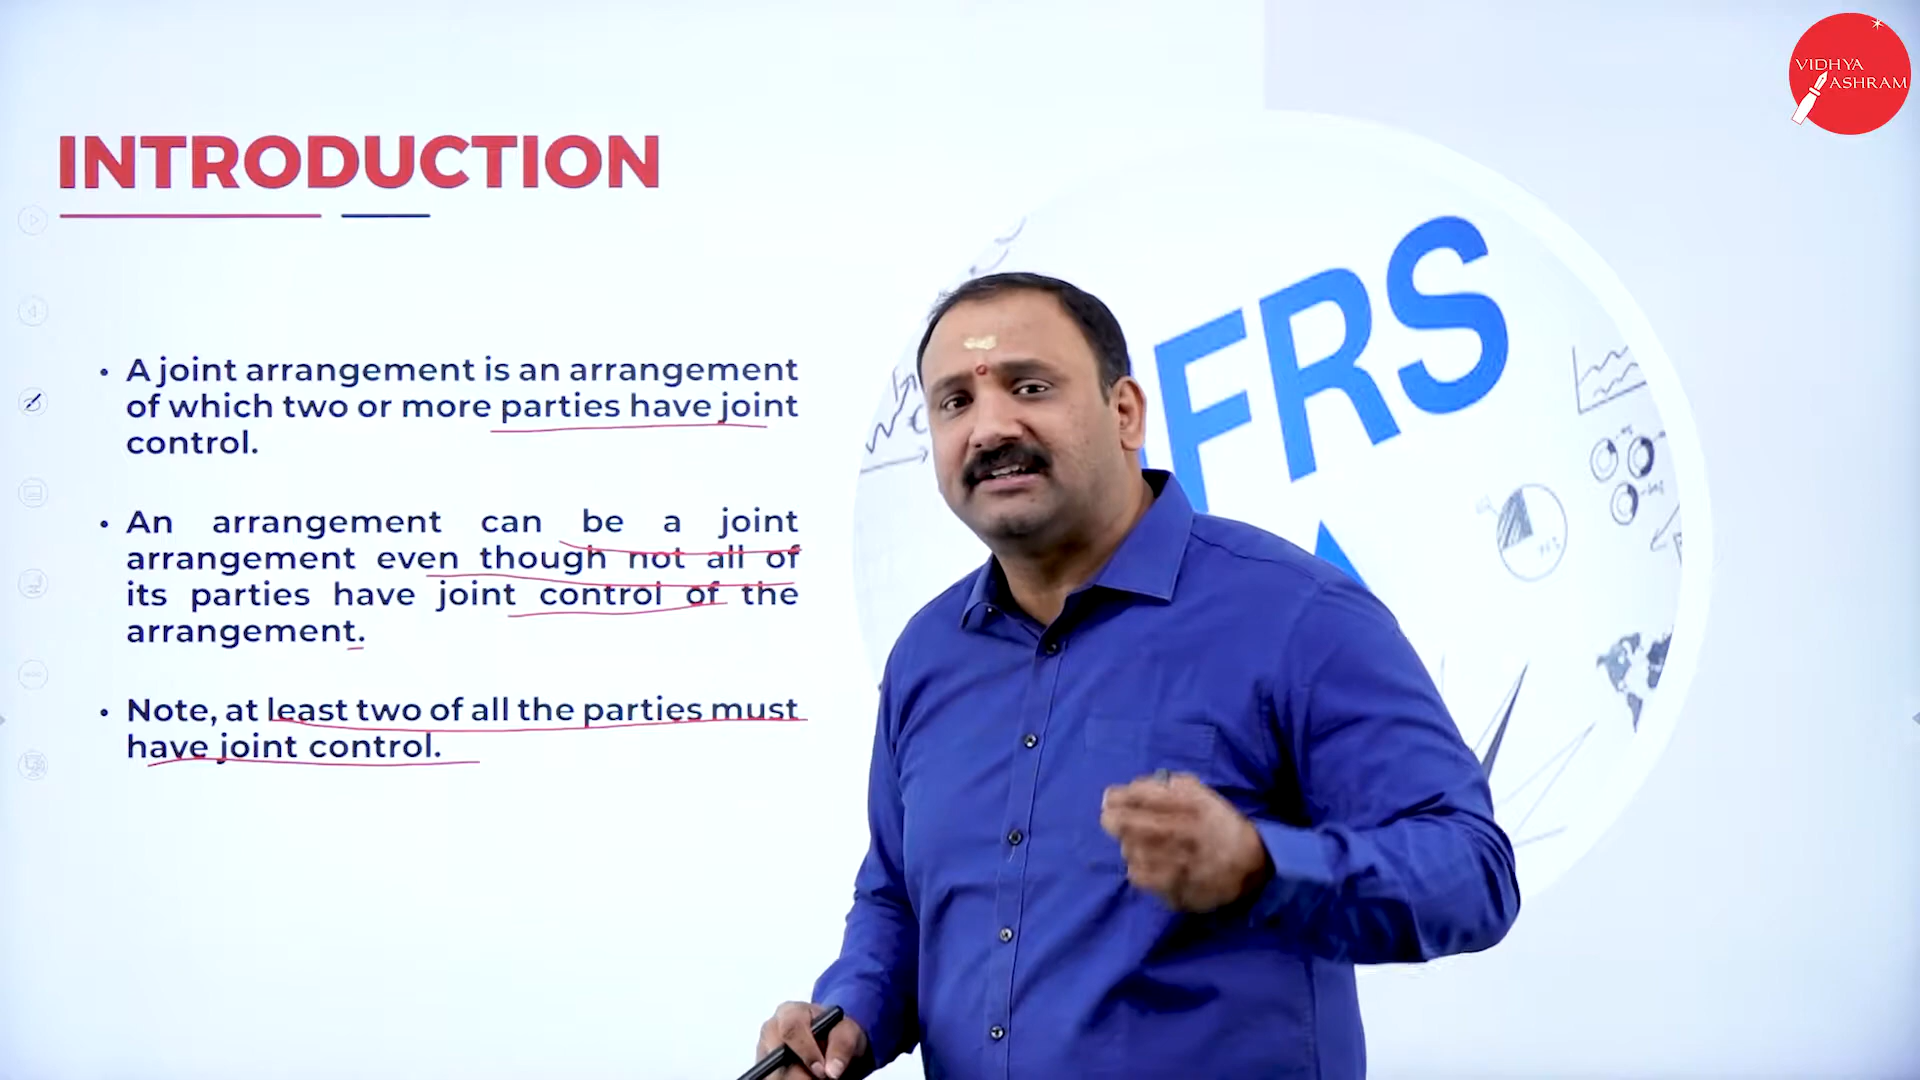 VIDHYA
ASHRAM
INTRODUCTION
IFRS
• A joint arrangement is an arrangement
of which two or more parties have joint
control.
• An arrangement can be a joint
arrangement even though not all of
its parties have joint control of the
arrangement.
• Note, at least two of all the parties must
have joint control.